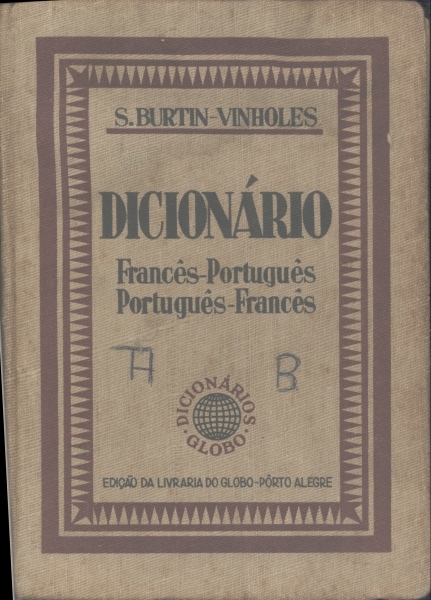 S. BURTIN-VINHOLES
DICIONÁRIO
Francês-Português
Português-Francês
B
·DICIONÁRIOS·
GLOBO
EDIÇÃO DA LIVRARIA DO GLOBO-PÔRTO ALEGRE